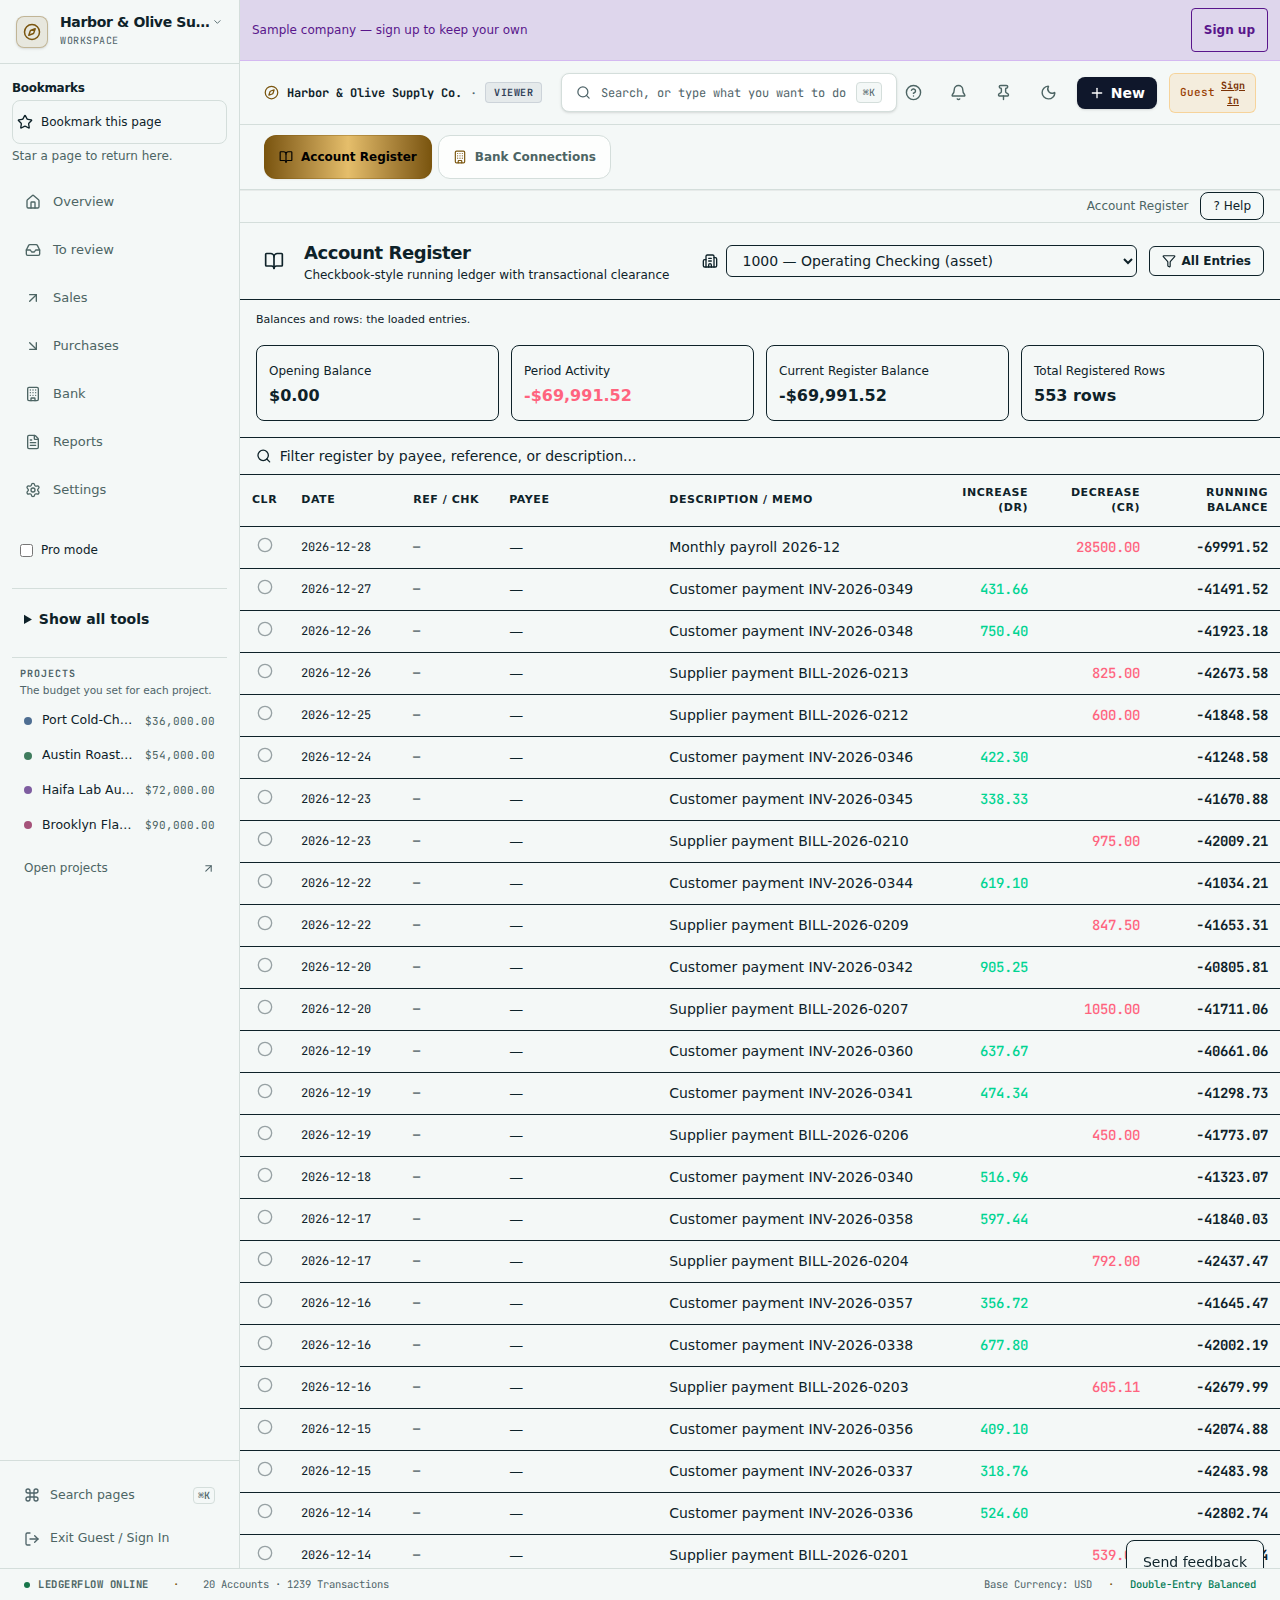 Harbor & Olive Su...
WORKSPACE
Bookmarks
Bookmark this page
Star a page to return here.
Overview
To review
Sales
Purchases
Bank
Reports
Settings
Pro mode
Show all tools
PROJECTS
The budget you set for each project.
Port Cold-Ch... $36,000.00
Austin Roast... $54,000.00
Haifa Lab Au... $72,000.00
Brooklyn Fla... $90,000.00
Open projects
Search pages ⌘K
Exit Guest / Sign In
Sample company — sign up to keep your own
Sign up
Harbor & Olive Supply Co. · VIEWER
Search, or type what you want to do ⌘K
New
Guest Sign In
Account Register
Bank Connections
Account Register
? Help
Account Register
Checkbook-style running ledger with transactional clearance
1000 — Operating Checking (asset)
All Entries
Balances and rows: the loaded entries.
Opening Balance
$0.00
Period Activity
-$69,991.52
Current Register Balance
-$69,991.52
Total Registered Rows
553 rows
Filter register by payee, reference, or description...
CLR DATE REF / CHK PAYEE DESCRIPTION / MEMO INCREASE (DR) DECREASE (CR) RUNNING BALANCE
2026-12-28 — — Monthly payroll 2026-12 28500.00 -69991.52
2026-12-27 — — Customer payment INV-2026-0349 431.66 -41491.52
2026-12-26 — — Customer payment INV-2026-0348 750.40 -41923.18
2026-12-26 — — Supplier payment BILL-2026-0213 825.00 -42673.58
2026-12-25 — — Supplier payment BILL-2026-0212 600.00 -41848.58
2026-12-24 — — Customer payment INV-2026-0346 422.30 -41248.58
2026-12-23 — — Customer payment INV-2026-0345 338.33 -41670.88
2026-12-23 — — Supplier payment BILL-2026-0210 975.00 -42009.21
2026-12-22 — — Customer payment INV-2026-0344 619.10 -41034.21
2026-12-22 — — Supplier payment BILL-2026-0209 847.50 -41653.31
2026-12-20 — — Customer payment INV-2026-0342 905.25 -40805.81
2026-12-20 — — Supplier payment BILL-2026-0207 1050.00 -41711.06
2026-12-19 — — Customer payment INV-2026-0360 637.67 -40661.06
2026-12-19 — — Customer payment INV-2026-0341 474.34 -41298.73
2026-12-19 — — Supplier payment BILL-2026-0206 450.00 -41773.07
2026-12-18 — — Customer payment INV-2026-0340 516.96 -41323.07
2026-12-17 — — Customer payment INV-2026-0358 597.44 -41840.03
2026-12-17 — — Supplier payment BILL-2026-0204 792.00 -42437.47
2026-12-16 — — Customer payment INV-2026-0357 356.72 -41645.47
2026-12-16 — — Customer payment INV-2026-0338 677.80 -42002.19
2026-12-16 — — Supplier payment BILL-2026-0203 605.11 -42679.99
2026-12-15 — — Customer payment INV-2026-0356 409.10 -42074.88
2026-12-15 — — Customer payment INV-2026-0337 318.76 -42483.98
2026-12-14 — — Customer payment INV-2026-0336 524.60 -42802.74
2026-12-14 — — Supplier payment BILL-2026-0201 539.
Send feedback
LEDGERFLOW ONLINE · 20 Accounts · 1239 Transactions
Base Currency: USD · Double-Entry Balanced